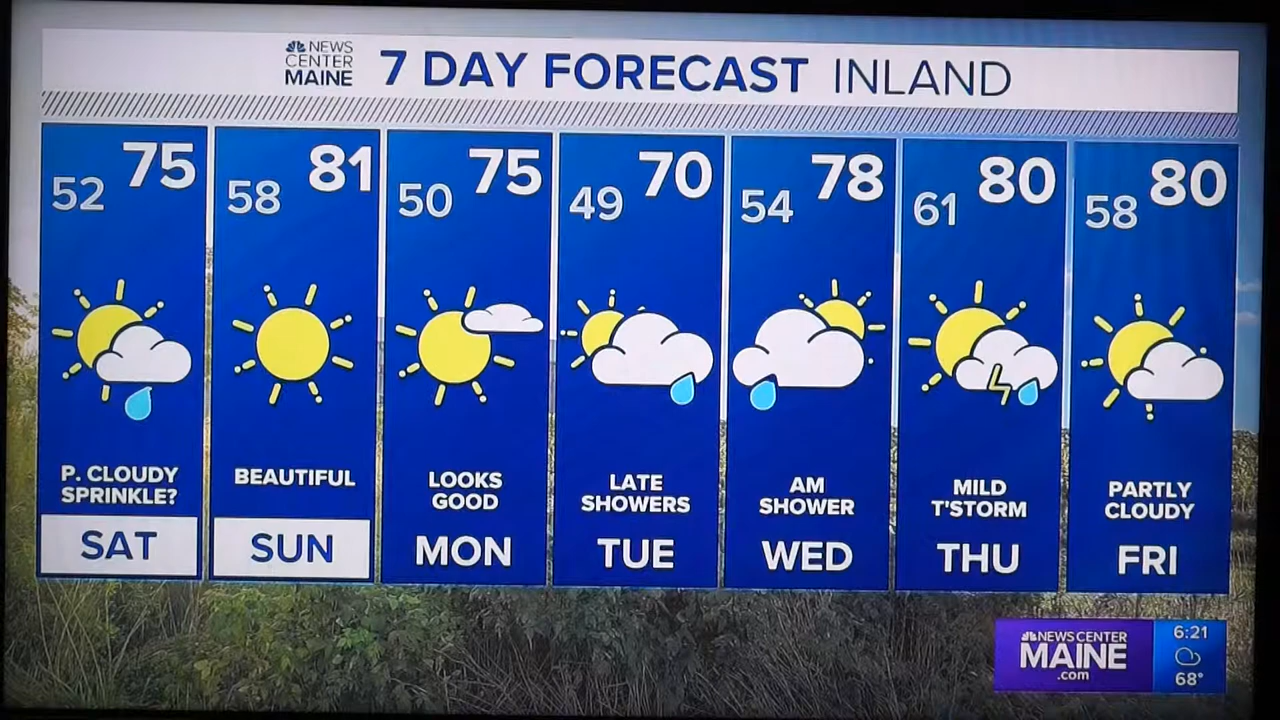 NEWS
CENTER
MAINE
7 DAY FORECAST INLAND
52 75
58 81
50 75
49 70
54 78
61 80
58 80
P. CLOUDY
SPRINKLE?
BEAUTIFUL
LOOKS
GOOD
LATE
SHOWERS
AM
SHOWER
MILD
T'STORM
PARTLY
CLOUDY
SAT
SUN
MON
TUE
WED
THU
FRI
NEWS CENTER
MAINE
.com
6:21
68°